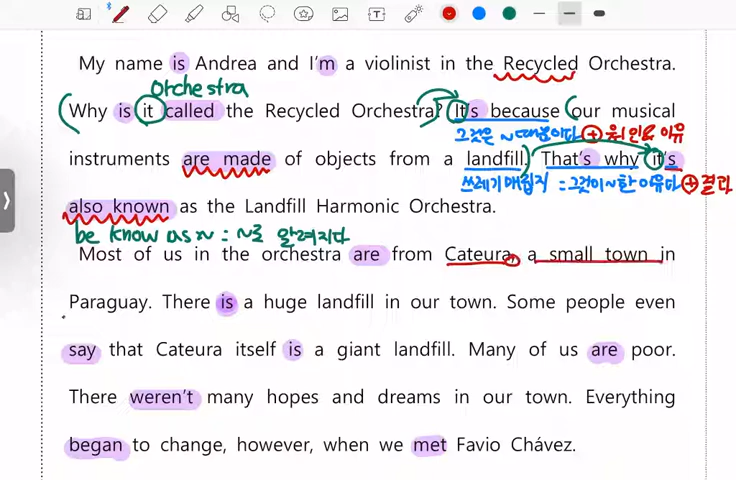 My name is Andrea and I'm a violinist in the Recycled Orchestra.
orchestra
Why is it called the Recycled Orchestra? It's because our musical
그것은 ~때문이다 ⊕ 원인, 이유
instruments are made of objects from a landfill. That's why it's
쓰레기 매립지 = 그것이 ~한 이유다 ⊕ 결과
also known as the Landfill Harmonic Orchestra.
be know as ~ : ~로 알려지다
Most of us in the orchestra are from Cateura, a small town in
Paraguay. There is a huge landfill in our town. Some people even
say that Cateura itself is a giant landfill. Many of us are poor.
There weren't many hopes and dreams in our town. Everything
began to change, however, when we met Favio Chávez.